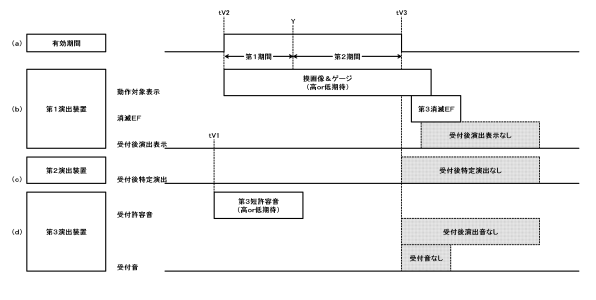 tV2
Y
tV3
(a)
有効期間
第1期間
第2期間
(b)
第1演出装置
動作対象表示
模画像&ゲージ
(高or低期待)
消滅EF
第3消滅EF
受付後演出表示
受付後演出表示なし
tV1
(c)
第2演出装置
受付後特定演出
受付後特定演出なし
(d)
第3演出装置
受付許容音
第3短許容音
(高or低期待)
受付後演出音なし
受付音なし
受付音